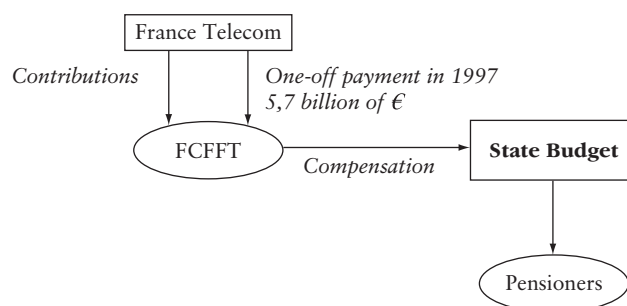 France Telecom
Contributions
One-off payment in 1997
5,7 billion of €
FCFFT
Compensation
State Budget
Pensioners